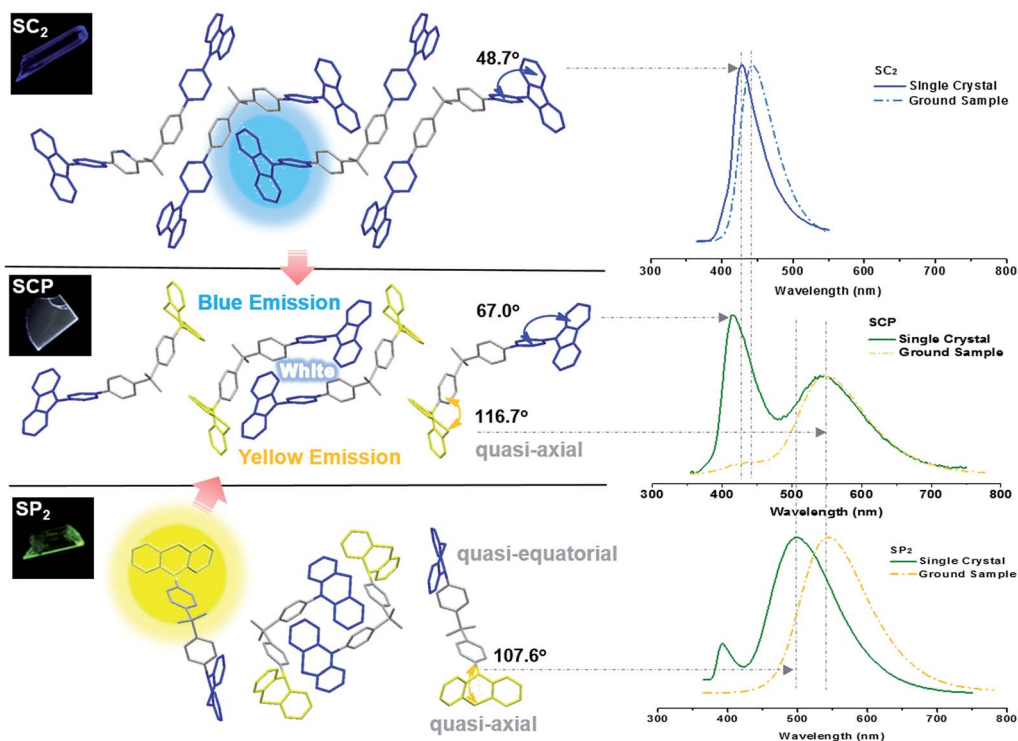 SC2
48.7°
SC2
Single Crystal
Ground Sample
300 400 500 600 700 800
Wavelength (nm)
SCP
Blue Emission
White
Yellow Emission
67.0°
116.7°
quasi-axial
SCP
Single Crystal
Ground Sample
300 400 500 600 700 800
Wavelength (nm)
SP2
quasi-equatorial
107.6°
quasi-axial
SP2
Single Crystal
Ground Sample
300 400 500 600 700 800
Wavelength (nm)